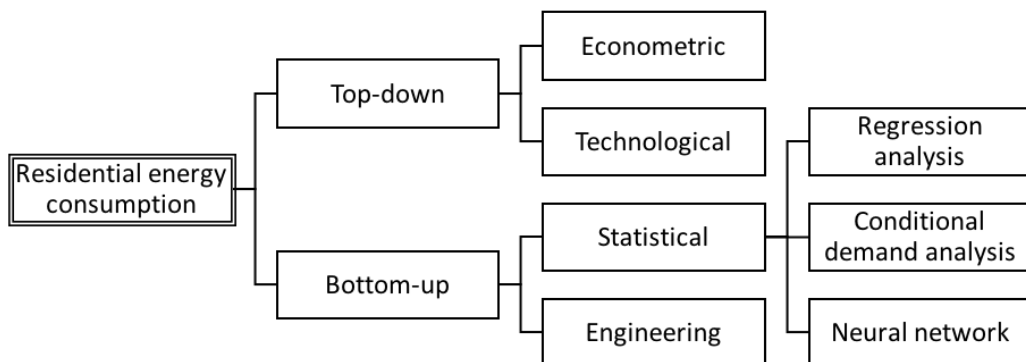 Residential energy
consumption
Top-down
Bottom-up
Econometric
Technological
Statistical
Engineering
Regression
analysis
Conditional
demand analysis
Neural network